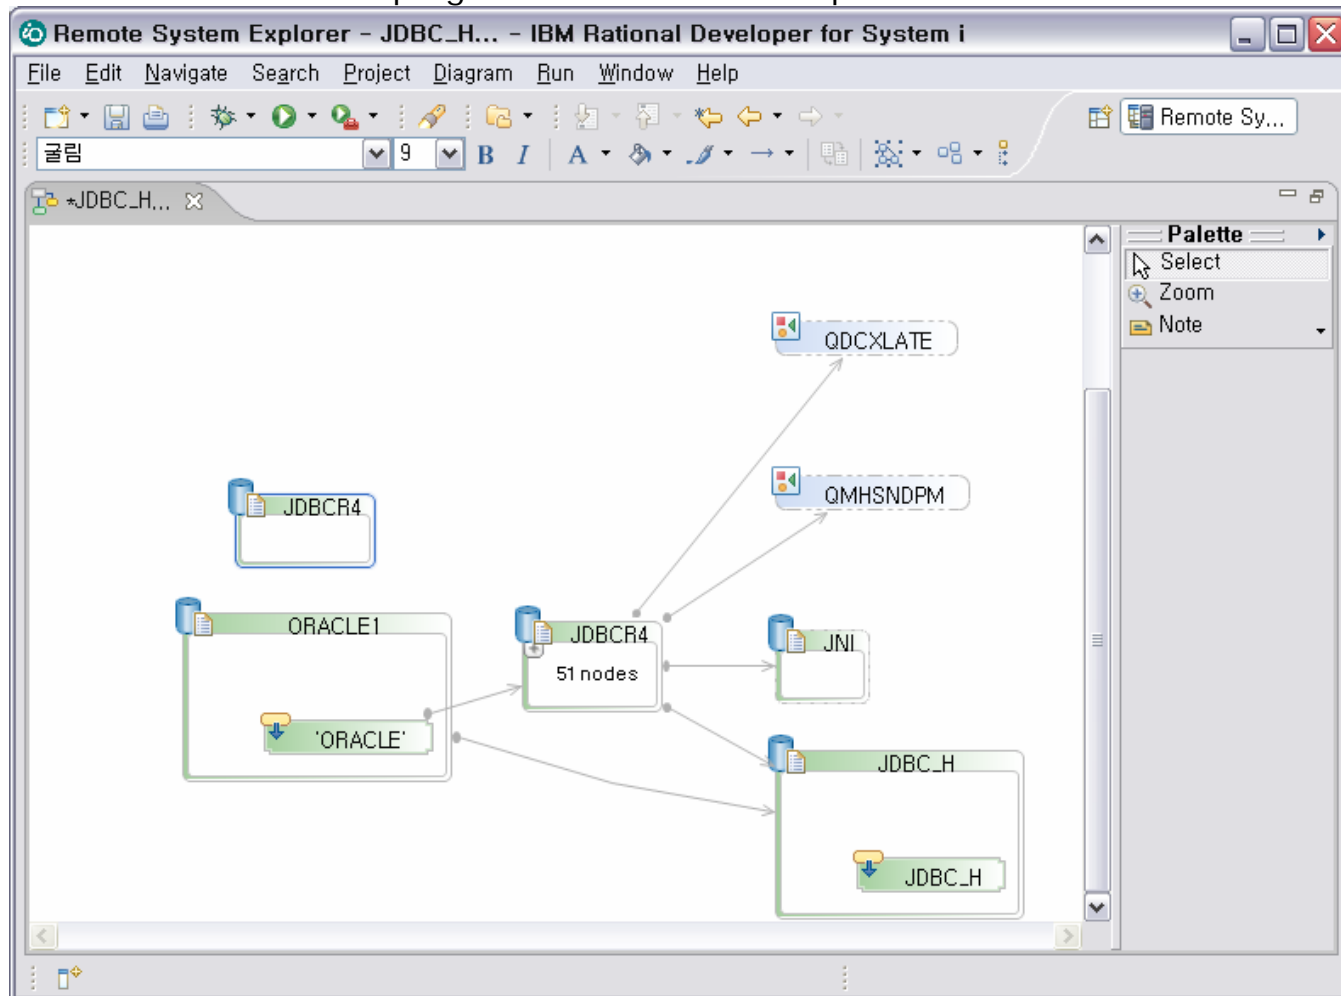 Remote System Explorer - JDBC_H... - IBM Rational Developer for System i
File Edit Navigate Search Project Diagram Run Window Help
Remote Sy...
굴림 9 B I A
*JDBC_H...
Palette
Select
Zoom
Note
QDCXLATE
QMHSNDPM
JDBCR4
ORACLE1
'ORACLE'
JDBCR4
51 nodes
JNI
JDBC_H
JDBC_H